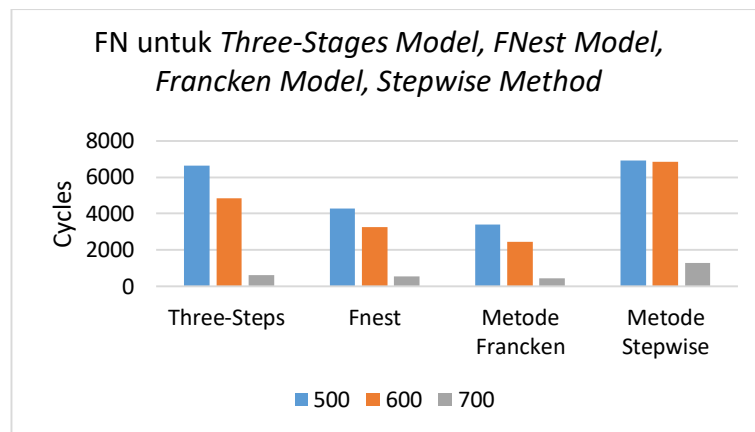 FN untuk Three-Stages Model, FNest Model,
Francken Model, Stepwise Method
8000
6000
4000
2000
0
Cycles
Three-Steps
Fnest
Metode
Francken
Metode
Stepwise
500 600 700